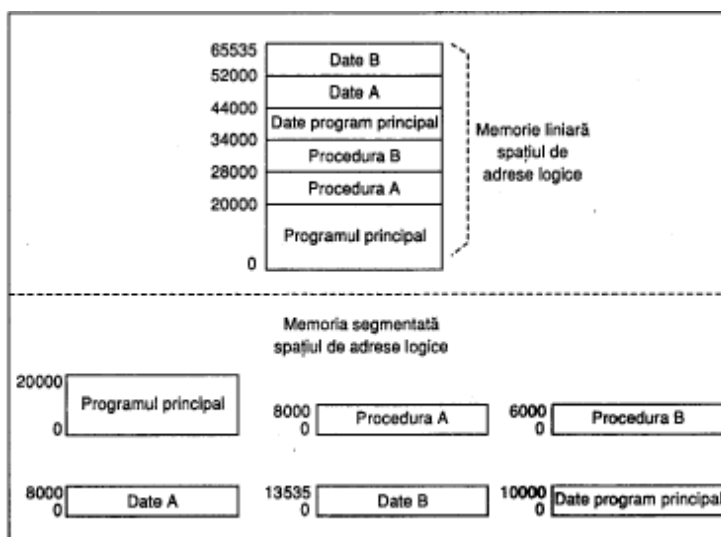 65535
Date B
52000
Date A
44000
Date program principal
34000
Procedura B
28000
Procedura A
20000
Programul principal
0
Memorie liniară
spațiul de
adrese logice
Memoria segmentată
spațiul de adrese logice
20000
Programul principal
0
8000
Procedura A
0
6000
Procedura B
0
8000
Date A
0
13535
Date B
0
10000
Date program principal
0